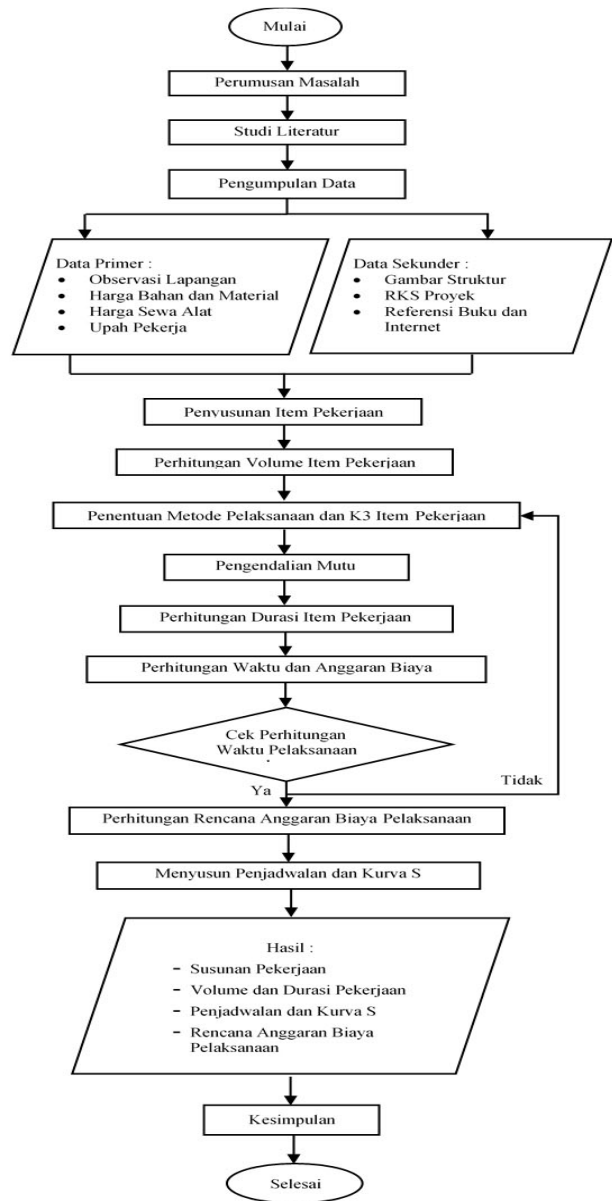 Mulai
Perumusan Masalah
Studi Literatur
Pengumpulan Data
Data Primer :
• Observasi Lapangan
• Harga Bahan dan Material
• Harga Sewa Alat
• Upah Pekerja
Data Sekunder :
• Gambar Struktur
• RKS Proyek
• Referensi Buku dan
Internet
Penyusunan Item Pekerjaan
Perhitungan Volume Item Pekerjaan
Penentuan Metode Pelaksanaan dan K3 Item Pekerjaan
Pengendalian Mutu
Perhitungan Durasi Item Pekerjaan
Perhitungan Waktu dan Anggaran Biaya
Cek Perhitungan
Waktu Pelaksanaan
Tidak
Ya
Perhitungan Rencana Anggaran Biaya Pelaksanaan
Menyusun Penjadwalan dan Kurva S
Hasil :
- Susunan Pekerjaan
- Volume dan Durasi Pekerjaan
- Penjadwalan dan Kurva S
- Rencana Anggaran Biaya
Pelaksanaan
Kesimpulan
Selesai